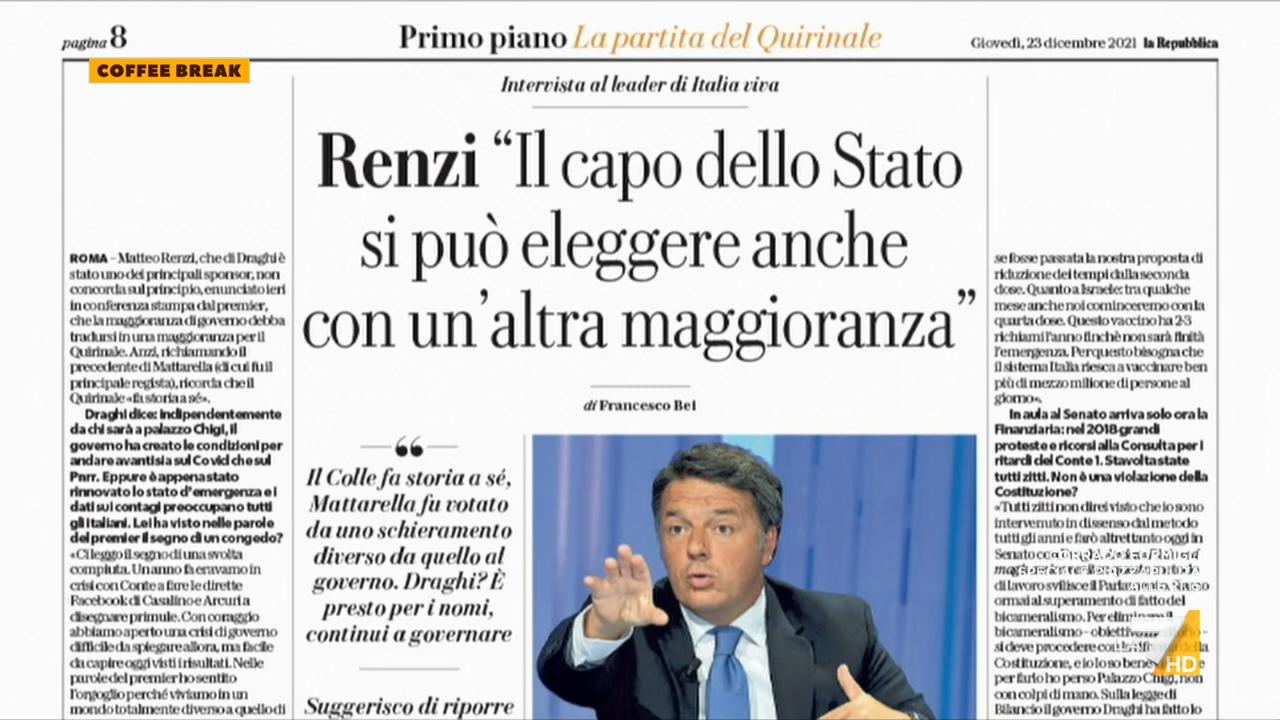 pagina 8
Primo piano La partita del Quirinale
Giovedì, 23 dicembre 2021 la Repubblica
COFFEE BREAK
Intervista al leader di Italia viva
Renzi “Il capo dello Stato
si può eleggere anche
con un'altra maggioranza”
di Francesco Bei
ROMA – Matteo Renzi, che di Draghi è
stato uno dei principali sponsor, non
concorda sul principio, enunciato ieri
in conferenza stampa dal premier,
che la maggioranza di governo debba
tradursi in una maggioranza per il
Quirinale. Anzi, richiamando il
precedente di Mattarella (di cui fu il
principale regista), ricorda che il
Quirinale «fa storia a sé».
Draghi dice: indipendentemente
da chi sarà a palazzo Chigi, il
governo ha creato le condizioni per
andare avanti sia sul Covid che sul
Pnrr. Eppure è appena stato
rinnovato lo stato d'emergenza e i
dati sui contagi preoccupano tutti
gli italiani. Lei ha visto nelle parole
del premier il segno di un congedo?
«Ci leggo il segno di una svolta
compiuta. Un anno fa eravamo in
crisi con Conte a fare le dirette
Facebook di Casalino e Arcuri a
disegnare primule. Con coraggio
abbiamo aperto una crisi di governo
difficile da spiegare allora, ma facile
da capire oggi visti i risultati. Nelle
parole del premier ho sentito
l'orgoglio perché viviamo in un
mondo totalmente diverso a quello di
“
Il Colle fa storia a sé,
Mattarella fu votato
da uno schieramento
diverso da quello al
governo. Draghi? È
presto per i nomi,
continui a governare
Suggerisco di riporre
se fosse passata la nostra proposta di
riduzione dei tempi dalla seconda
dose. Quanto a Israele: tra qualche
mese anche noi cominceremo con la
quarta dose. Questo vaccino ha 2-3
richiami l'anno finchè non sarà finità
l'emergenza. Per questo bisogna che
il sistema Italia riesca a vaccinare ben
più di mezzo milione di persone al
giorno».
In aula al Senato arriva solo ora la
Finanziaria: nel 2018 grandi
proteste e ricorsi alla Consulta per i
ritardi del Conte 1. Stavolta state
tutti zitti. Non è una violazione della
Costituzione?
«Tutti zitti non direi visto che io sono
intervenuto in dissenso dal metodo
tutti gli anni e farò altrettanto oggi in
Senato
CORRADO FORMIGLI
di lavoro svilisce il
ormai al superamento di fatto del
bicameralismo. Per
bicameralismo – obiettivo
si deve procedere con la
Costituzione, e io lo so
per farlo ho perso Palazzo Chigi, non
con colpi di mano. Sulla legge di
Bilancio il governo Draghi ha fatto lo
7
HD